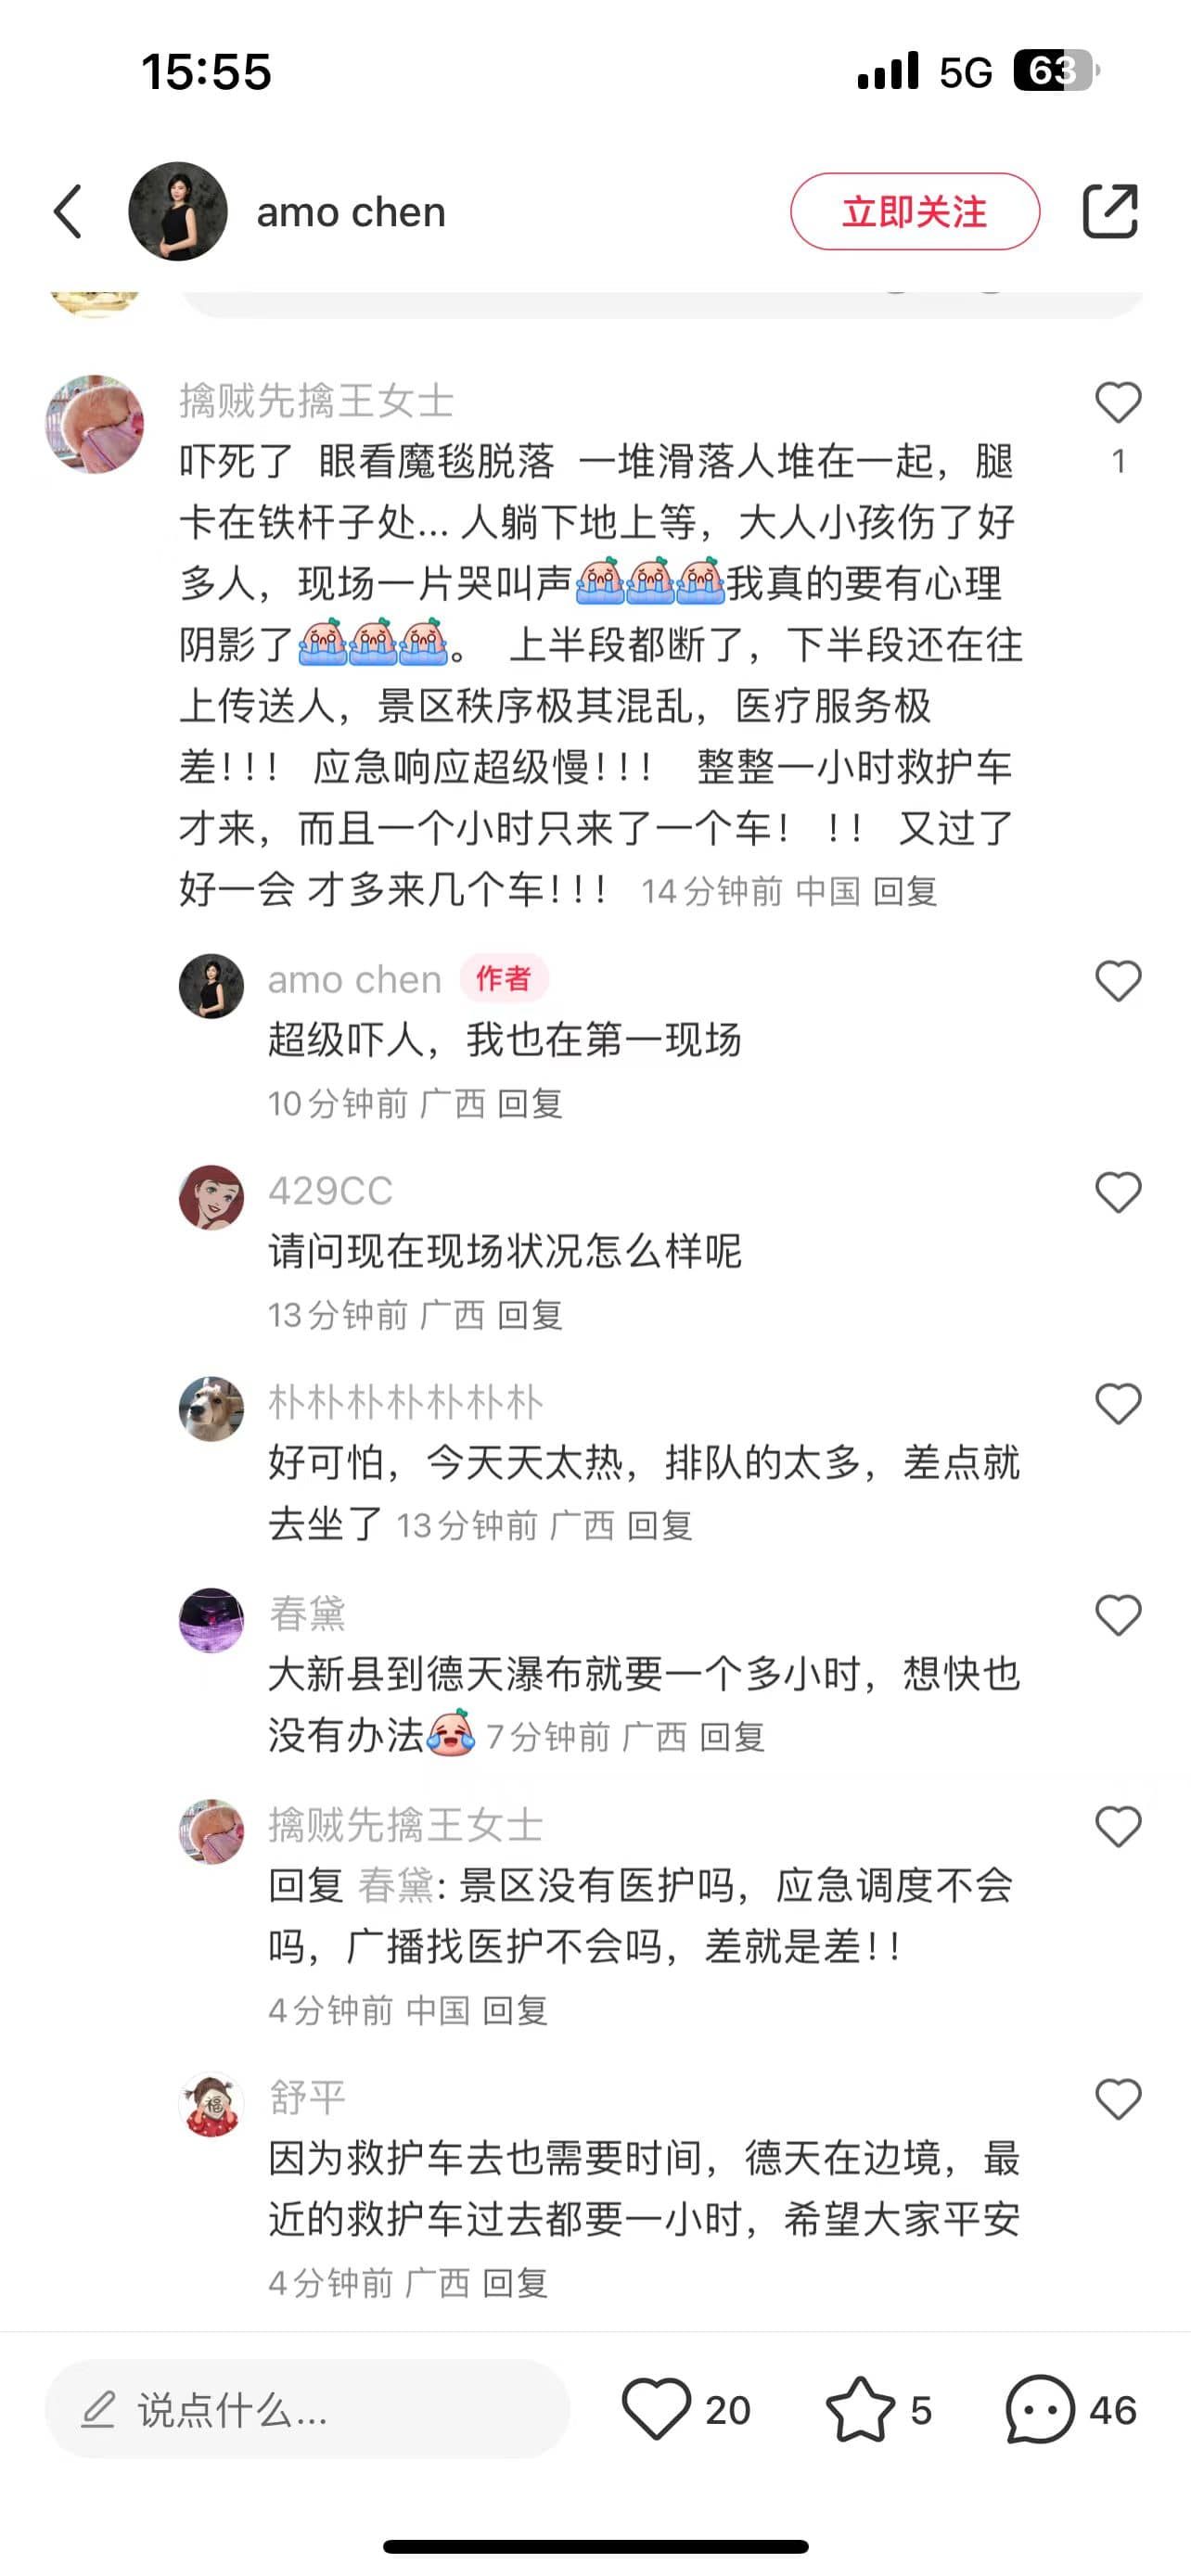 15:55
5G 63
amo chen
立即关注
擒贼先擒王女士
吓死了 眼看魔毯脱落 一堆滑落人堆在一起，腿
1
卡在铁杆子处... 人躺下地上等，大人小孩伤了好
多人，现场一片哭叫声😭😭😭我真的要有心理
阴影了😭😭😭。 上半段都断了，下半段还在往
上传送人，景区秩序极其混乱，医疗服务极
差！！！ 应急响应超级慢！！！ 整整一小时救护车
才来，而且一个小时只来了一个车！ ！！ 又过了
好一会 才多来几个车！！！ 14分钟前 中国 回复
amo chen 作者
超级吓人，我也在第一现场
10分钟前 广西 回复
429CC
请问现在现场状况怎么样呢
13分钟前 广西 回复
朴朴朴朴朴朴朴
好可怕，今天天太热，排队的太多，差点就
去坐了 13分钟前 广西 回复
春黛
大新县到德天瀑布就要一个多小时，想快也
没有办法😂 7分钟前 广西 回复
擒贼先擒王女士
回复 春黛: 景区没有医护吗，应急调度不会
吗，广播找医护不会吗，差就是差！！
4分钟前 中国 回复
福
舒平
因为救护车去也需要时间，德天在边境，最
近的救护车过去都要一小时，希望大家平安
4分钟前 广西 回复
说点什么...
20
5
46